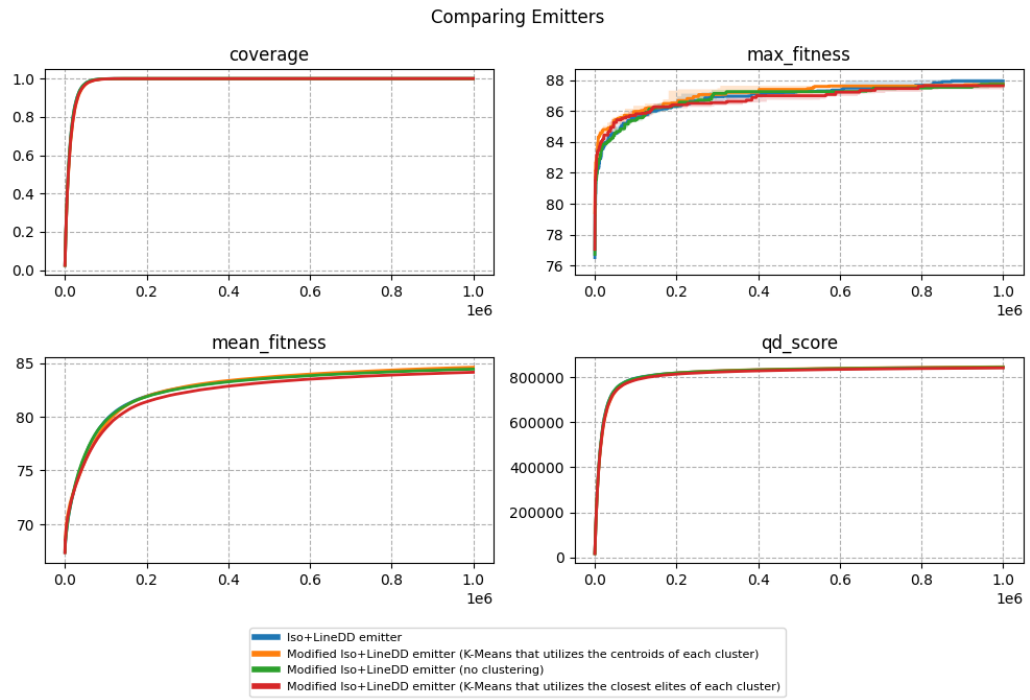 Comparing Emitters
coverage
1.0
0.8
0.6
0.4
0.2
0.0
0.0 0.2 0.4 0.6 0.8 1.0
1e6
max_fitness
88
86
84
82
80
78
76
0.0 0.2 0.4 0.6 0.8 1.0
1e6
mean_fitness
85
80
75
70
0.0 0.2 0.4 0.6 0.8 1.0
1e6
qd_score
800000
600000
400000
200000
0
0.0 0.2 0.4 0.6 0.8 1.0
1e6
Iso+LineDD emitter
Modified Iso+LineDD emitter (K-Means that utilizes the centroids of each cluster)
Modified Iso+LineDD emitter (no clustering)
Modified Iso+LineDD emitter (K-Means that utilizes the closest elites of each cluster)